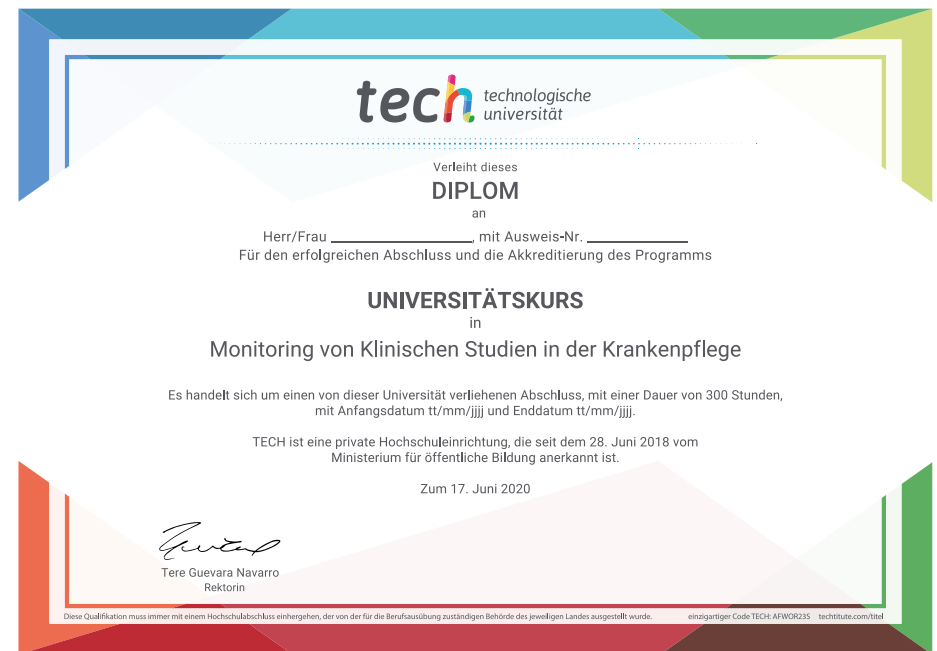 tech technologische
universität
Verleiht dieses
DIPLOM
an
Herr/Frau ____________________, mit Ausweis-Nr. ______________
Für den erfolgreichen Abschluss und die Akkreditierung des Programms
UNIVERSITÄTSKURS
in
Monitoring von Klinischen Studien in der Krankenpflege
Es handelt sich um einen von dieser Universität verliehenen Abschluss, mit einer Dauer von 300 Stunden,
mit Anfangsdatum tt/mm/jjjj und Enddatum tt/mm/jjjj.
TECH ist eine private Hochschuleinrichtung, die seit dem 28. Juni 2018 vom
Ministerium für öffentliche Bildung anerkannt ist.
Zum 17. Juni 2020
Tere Guevara Navarro
Rektorin
Diese Qualifikation muss immer mit einem Hochschulabschluss einhergehen, der von der für die Berufsausübung zuständigen Behörde des jeweiligen Landes ausgestellt wurde. einzigartiger Code TECH: AFWOR23S techtitute.com/titel